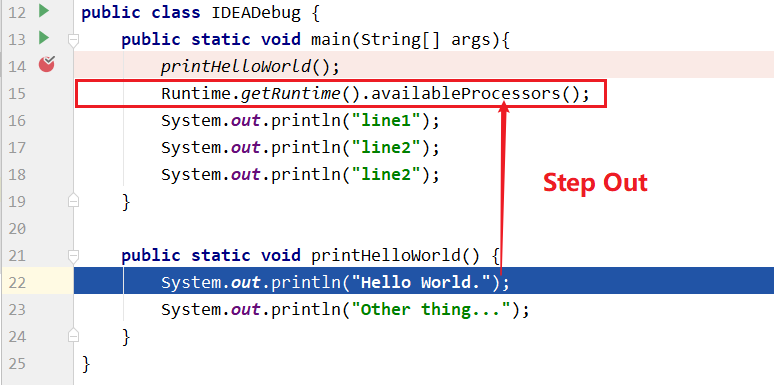 12 public class IDEADebug {
13 public static void main(String[] args){
14 printHelloWorld();
15 Runtime.getRuntime().availableProcessors();
16 System.out.println("line1");
17 System.out.println("line2");
18 System.out.println("line2");
Step Out
19 }
20
21 public static void printHelloWorld() {
22 System.out.println("Hello World.");
23 System.out.println("Other thing...");
24 }
25 }